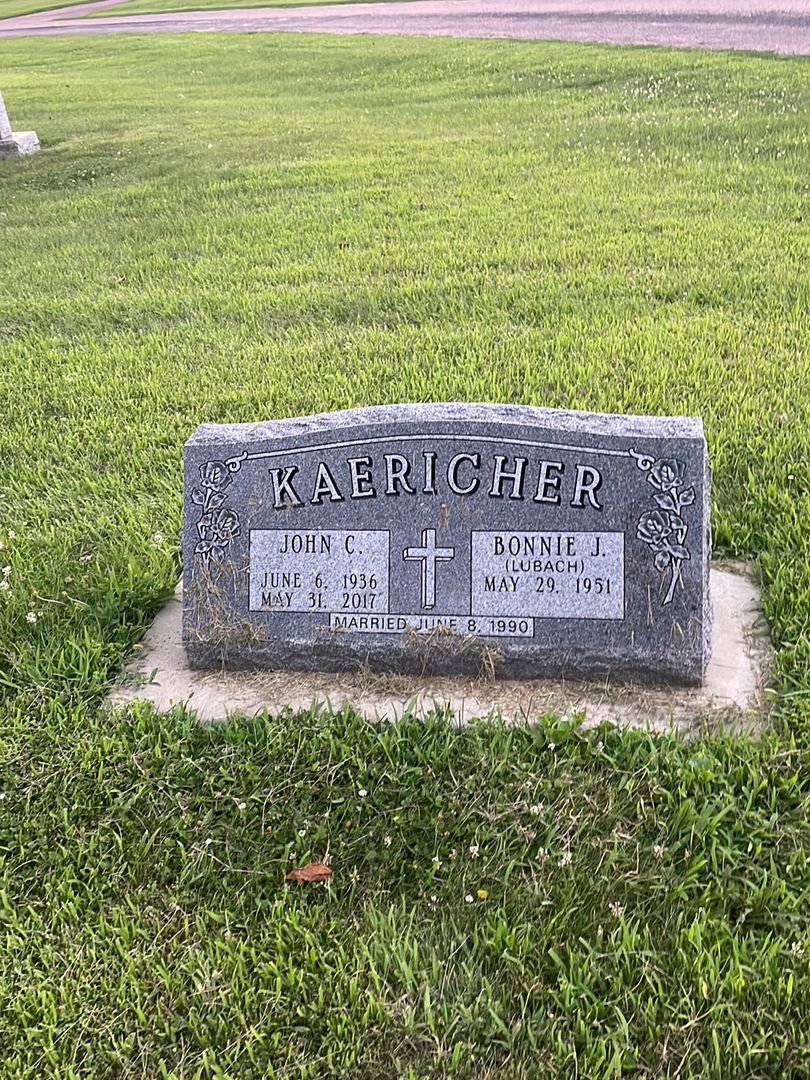 KAERICHER
JOHN C.
JUNE 6, 1936
MAY 31, 2017
BONNIE J.
(LUBACH)
MAY 29, 1951
MARRIED JUNE 8, 1990